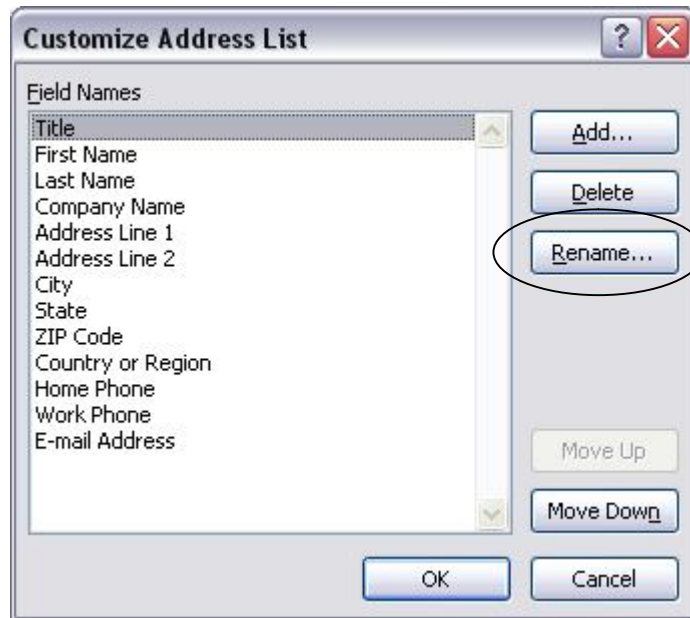 Customize Address List
?
Field Names
Title
First Name
Last Name
Company Name
Address Line 1
Address Line 2
City
State
ZIP Code
Country or Region
Home Phone
Work Phone
E-mail Address
Add...
Delete
Rename...
Move Up
Move Down
OK
Cancel